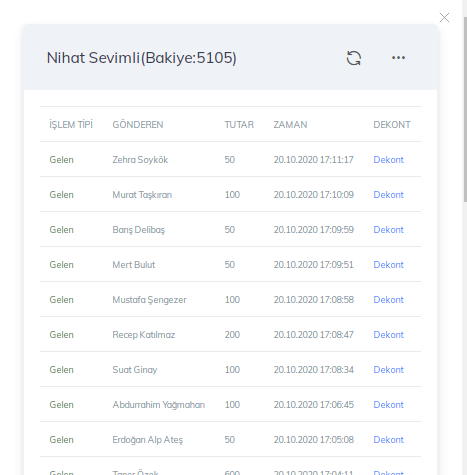 Nihat Sevimli(Bakiye:5105)
İŞLEM TİPİ GÖNDEREN TUTAR ZAMAN DEKONT
Gelen Zehra Soykök 50 20.10.2020 17:11:17 Dekont
Gelen Murat Taşkıran 100 20.10.2020 17:10:09 Dekont
Gelen Barış Delibaş 50 20.10.2020 17:09:59 Dekont
Gelen Mert Bulut 50 20.10.2020 17:09:51 Dekont
Gelen Mustafa Şengezer 100 20.10.2020 17:08:58 Dekont
Gelen Recep Katılmaz 200 20.10.2020 17:08:47 Dekont
Gelen Suat Ginay 100 20.10.2020 17:08:34 Dekont
Gelen Abdurrahim Yağmahan 100 20.10.2020 17:06:45 Dekont
Gelen Erdoğan Alp Ateş 50 20.10.2020 17:05:08 Dekont
Gelen Taner Özek 600 20.10.2020 17:04:11 Dekont